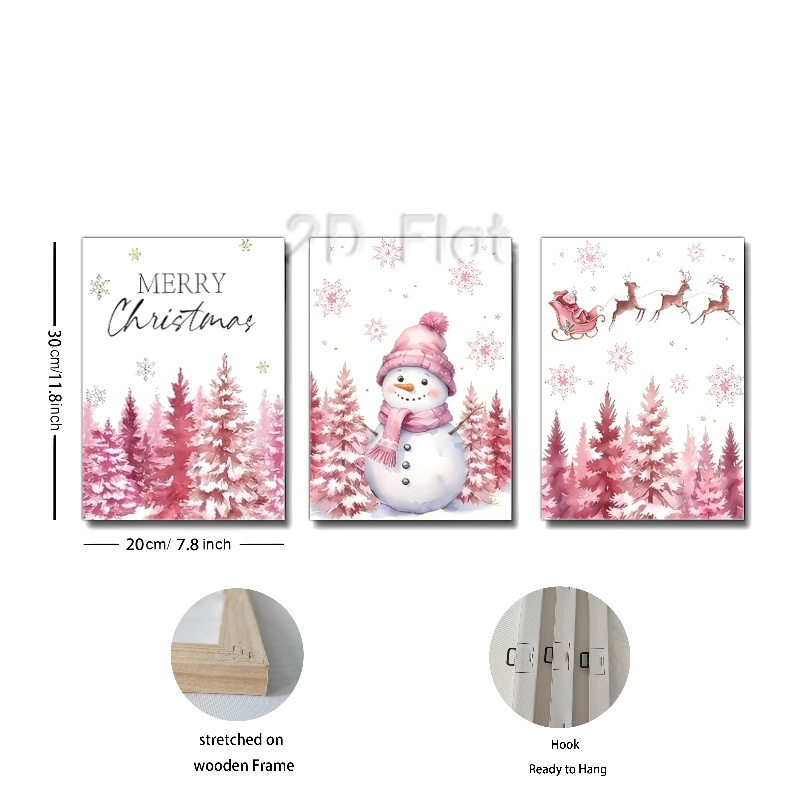 2D Flat
MERRY
Christmas
30cm/11.8inch
20cm/ 7.8 inch
stretched on
wooden Frame
Hook
Ready to Hang